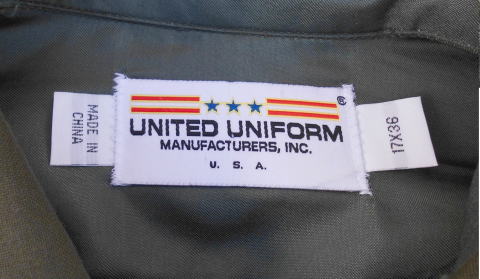 MADE IN
CHINA
UNITED UNIFORM
MANUFACTURERS, INC.
U. S. A.
17X36